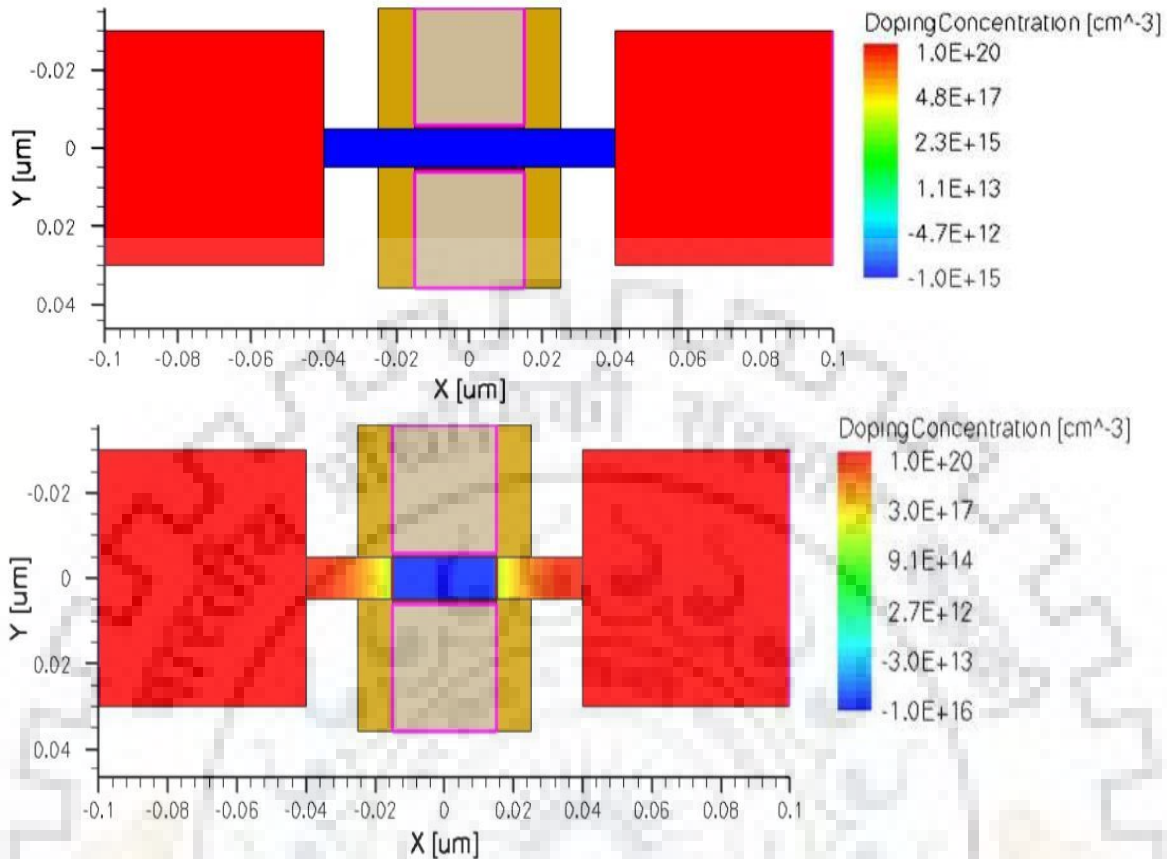 DopingConcentration [cm^-3]
1.0E+20
4.8E+17
2.3E+15
1.1E+13
-4.7E+12
-1.0E+15
Y [um]
-0.02
0
0.02
0.04
-0.1 -0.08 -0.06 -0.04 -0.02 0 0.02 0.04 0.06 0.08 0.1
X [um]
DopingConcentration [cm^-3]
1.0E+20
3.0E+17
9.1E+14
2.7E+12
-3.0E+13
-1.0E+16
Y [um]
-0.02
0
0.02
0.04
-0.1 -0.08 -0.06 -0.04 -0.02 0 0.02 0.04 0.06 0.08 0.1
X [um]